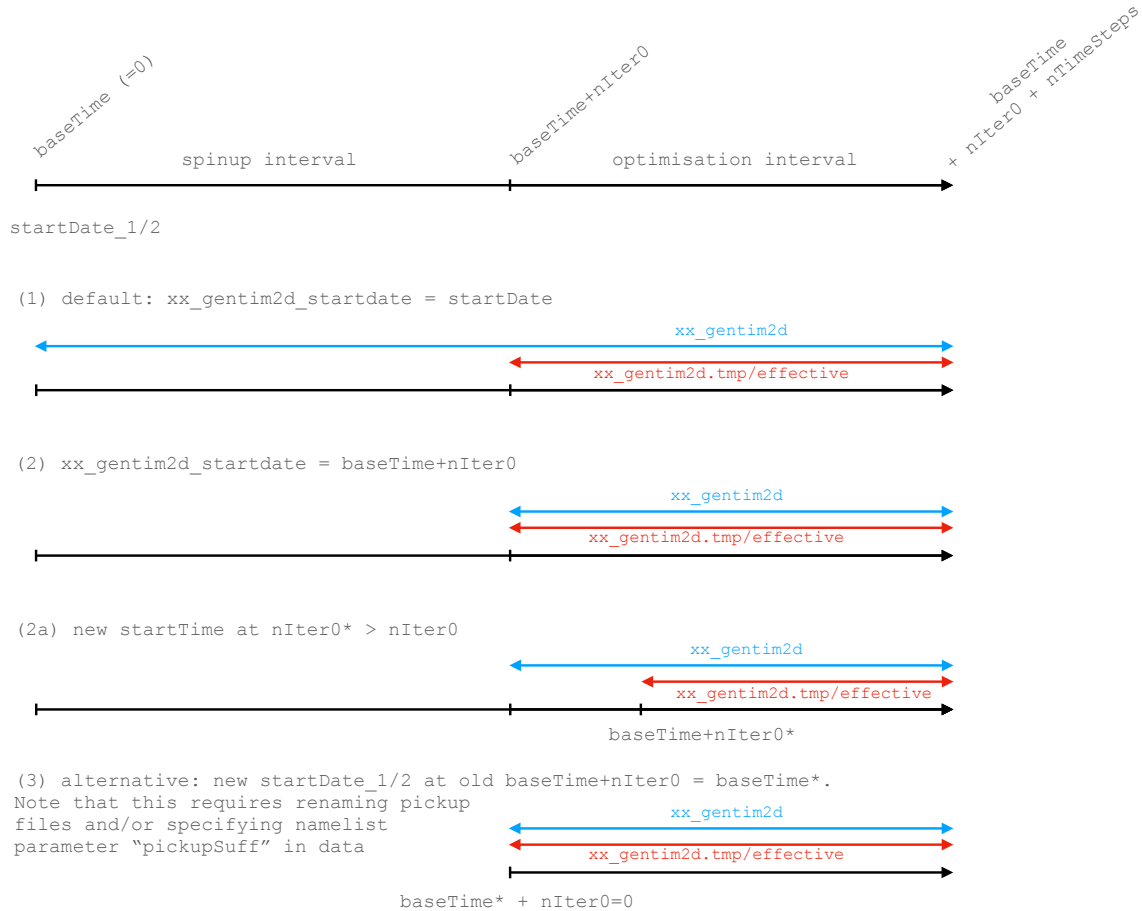 baseTime (=0)
baseTime+nIter0
baseTime
+ nIter0 + nTimeSteps
spinup interval
optimisation interval
startDate_1/2
(1) default: xx_gentim2d_startdate = startDate
xx_gentim2d
xx_gentim2d.tmp/effective
(2) xx_gentim2d_startdate = baseTime+nIter0
xx_gentim2d
xx_gentim2d.tmp/effective
(2a) new startTime at nIter0* > nIter0
xx_gentim2d
xx_gentim2d.tmp/effective
baseTime+nIter0*
(3) alternative: new startDate_1/2 at old baseTime+nIter0 = baseTime*.
Note that this requires renaming pickup
files and/or specifying namelist
parameter “pickupSuff” in data
xx_gentim2d
xx_gentim2d.tmp/effective
baseTime* + nIter0=0